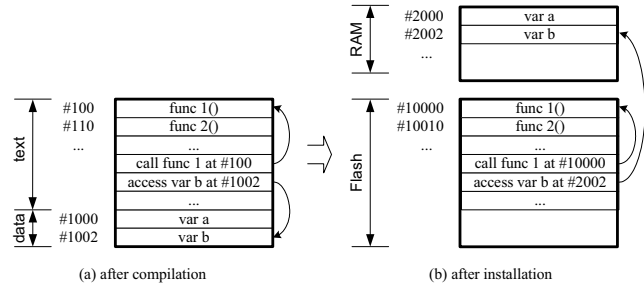 text
#100 func 1()
#110 func 2()
... ...
call func 1 at #100
access var b at #1002
...
data
#1000 var a
#1002 var b
(a) after compilation
RAM
#2000 var a
#2002 var b
...
Flash
#10000 func 1()
#10010 func 2()
... ...
call func 1 at #10000
access var b at #2002
...
(b) after installation